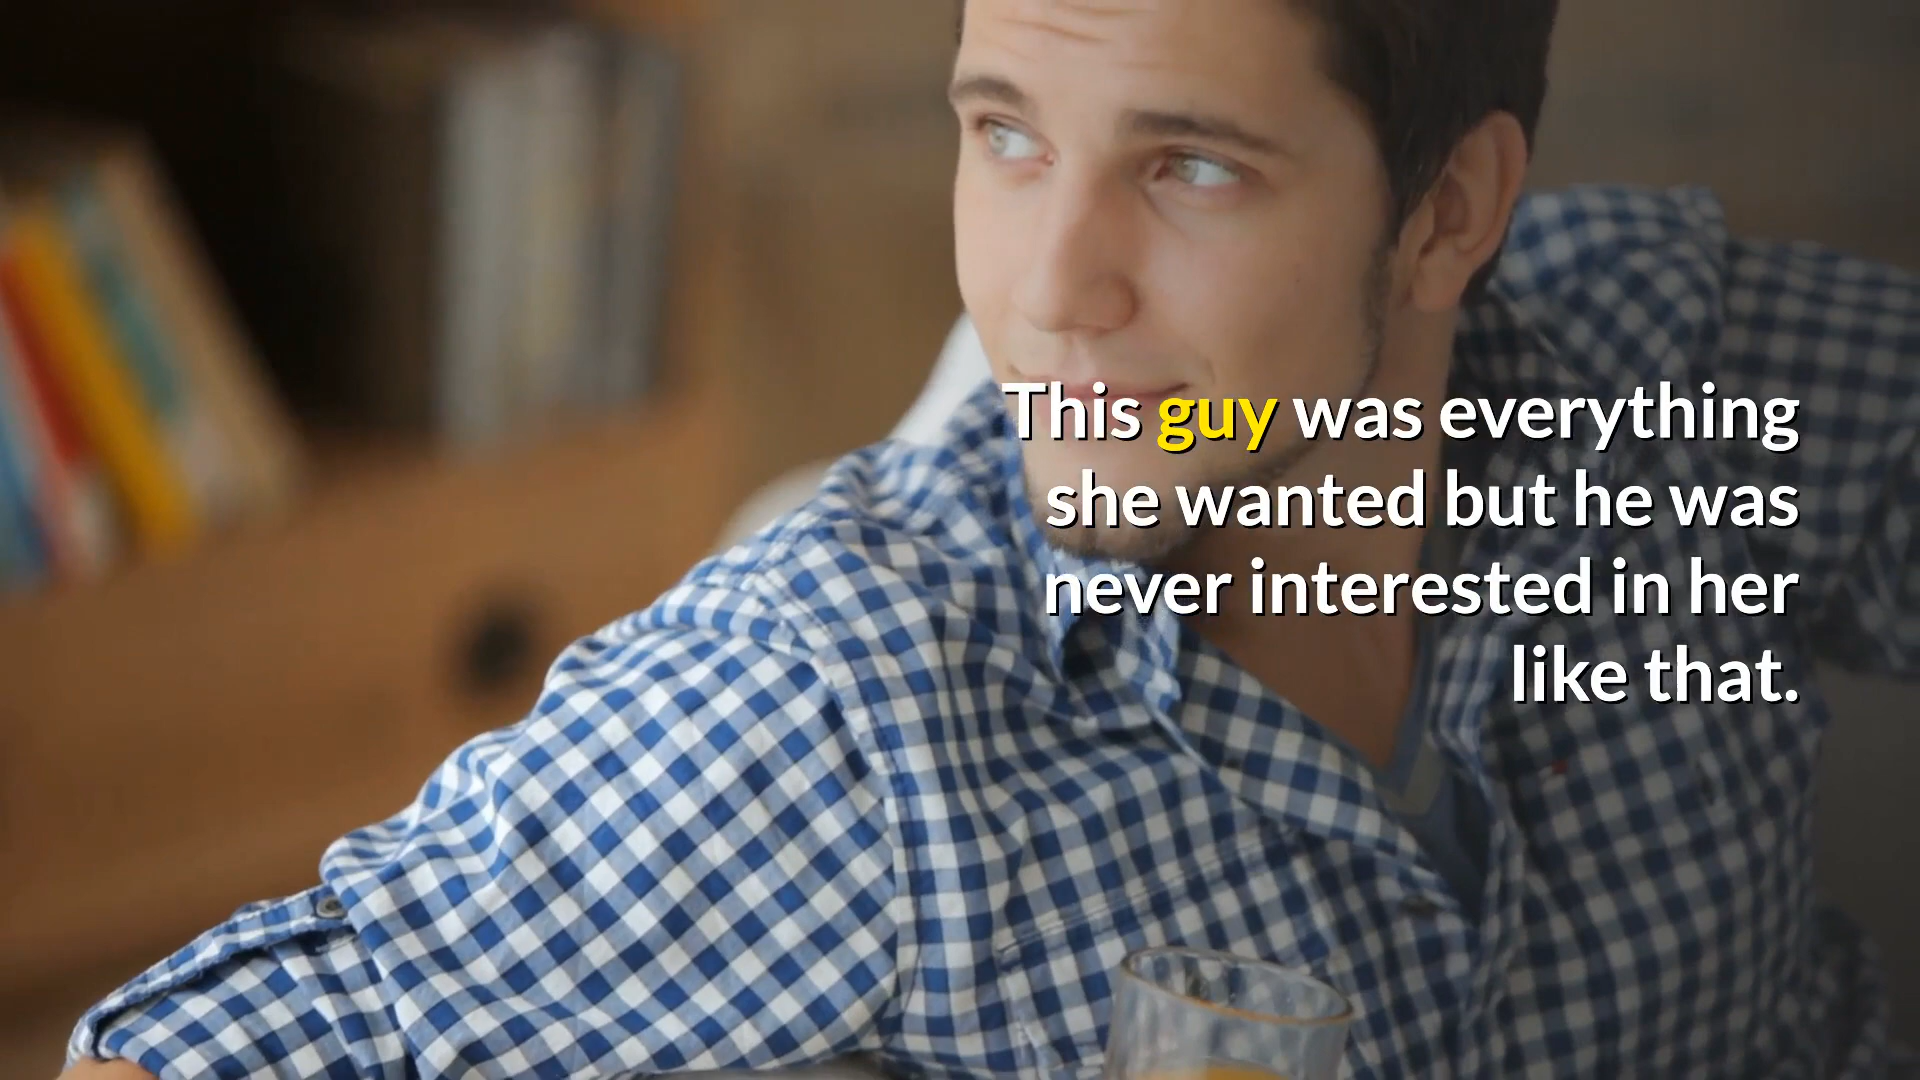 This guy was everything
she wanted but he was
never interested in her
like that.